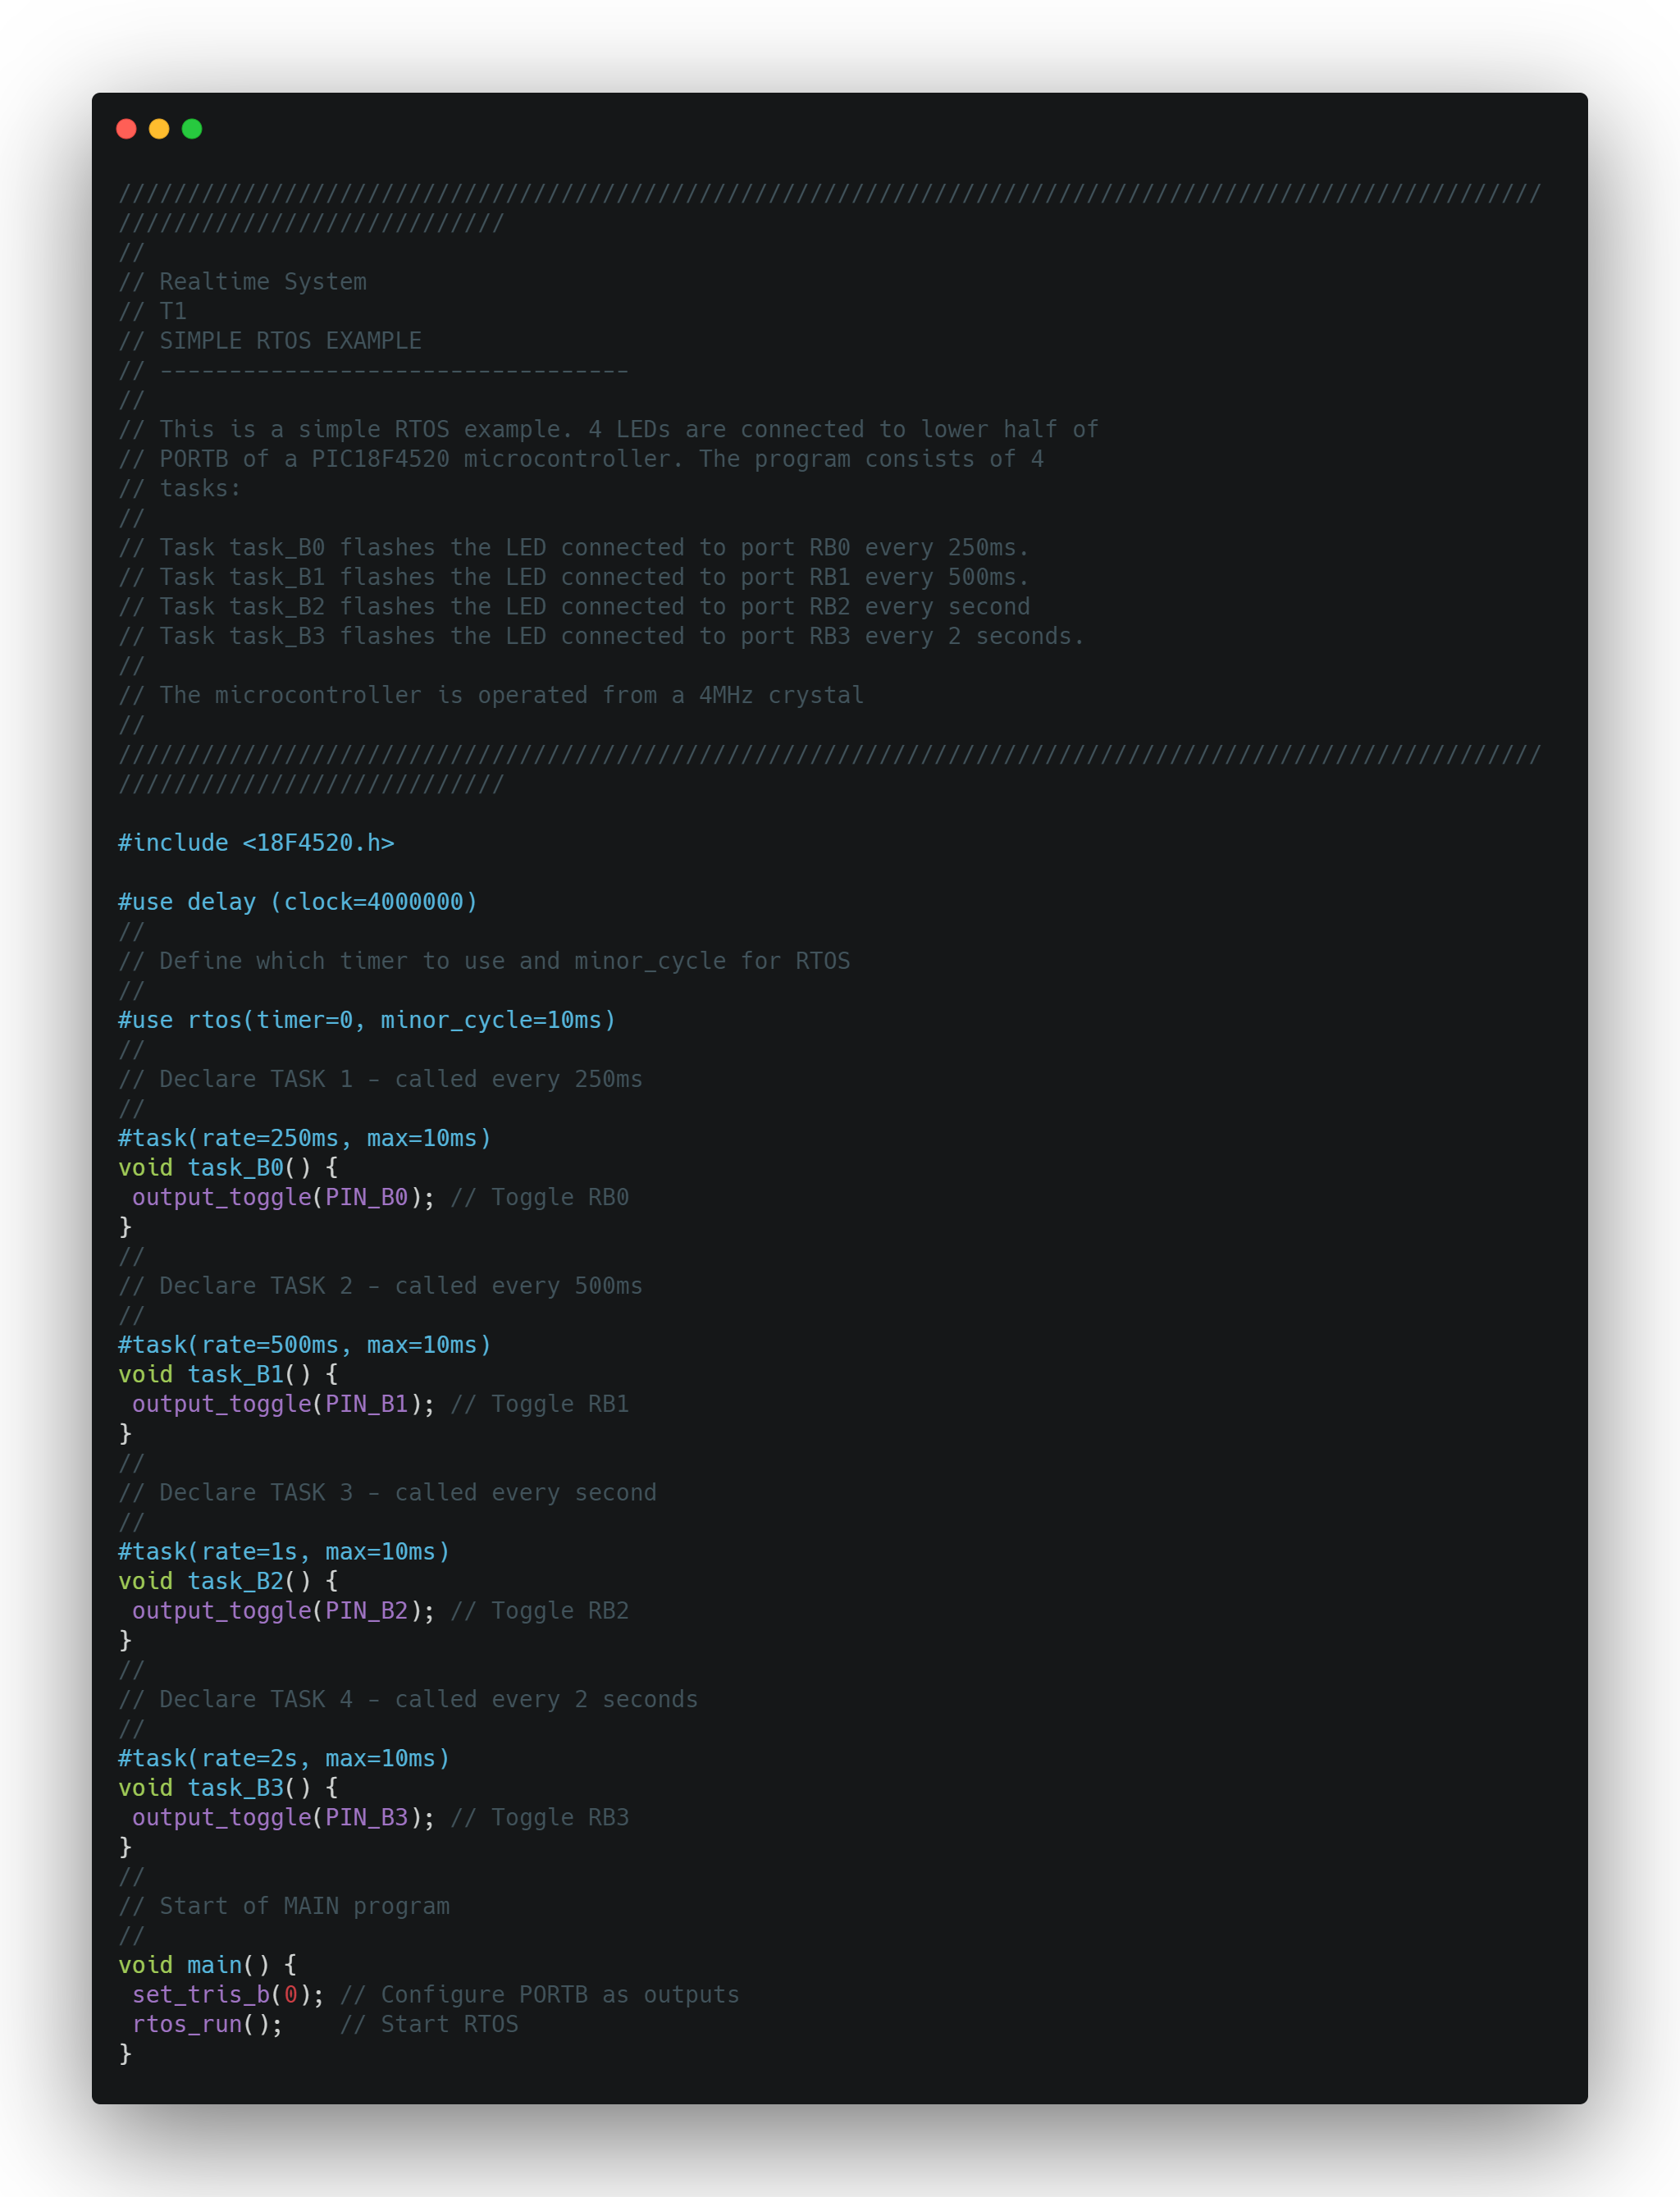 ///////////////////////////////////////////////////////////////////////////////////////////////////////
////////////////////////////
//
// Realtime System
// T1
// SIMPLE RTOS EXAMPLE
// ----------------------------------
//
// This is a simple RTOS example. 4 LEDs are connected to lower half of
// PORTB of a PIC18F4520 microcontroller. The program consists of 4
// tasks:
//
// Task task_B0 flashes the LED connected to port RB0 every 250ms.
// Task task_B1 flashes the LED connected to port RB1 every 500ms.
// Task task_B2 flashes the LED connected to port RB2 every second
// Task task_B3 flashes the LED connected to port RB3 every 2 seconds.
//
// The microcontroller is operated from a 4MHz crystal
//
///////////////////////////////////////////////////////////////////////////////////////////////////////
////////////////////////////
#include <18F4520.h>
#use delay (clock=4000000)
//
// Define which timer to use and minor_cycle for RTOS
//
#use rtos(timer=0, minor_cycle=10ms)
//
// Declare TASK 1 - called every 250ms
//
#task(rate=250ms, max=10ms)
void task_B0() {
 output_toggle(PIN_B0); // Toggle RB0
}
//
// Declare TASK 2 - called every 500ms
//
#task(rate=500ms, max=10ms)
void task_B1() {
 output_toggle(PIN_B1); // Toggle RB1
}
//
// Declare TASK 3 - called every second
//
#task(rate=1s, max=10ms)
void task_B2() {
 output_toggle(PIN_B2); // Toggle RB2
}
//
// Declare TASK 4 - called every 2 seconds
//
#task(rate=2s, max=10ms)
void task_B3() {
 output_toggle(PIN_B3); // Toggle RB3
}
//
// Start of MAIN program
//
void main() {
 set_tris_b(0); // Configure PORTB as outputs
 rtos_run();    // Start RTOS
}